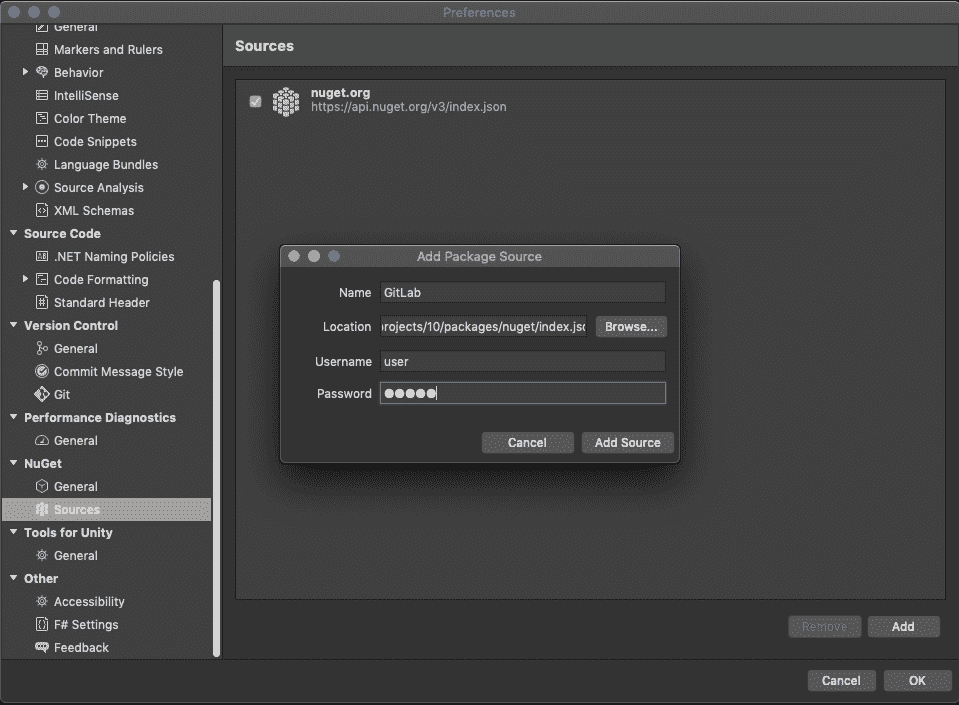 Preferences
General
Markers and Rulers
Behavior
IntelliSense
Color Theme
Code Snippets
Language Bundles
Source Analysis
XML Schemas
Source Code
.NET Naming Policies
Code Formatting
Standard Header
Version Control
General
Commit Message Style
Git
Performance Diagnostics
General
NuGet
General
Sources
Tools for Unity
General
Other
Accessibility
F# Settings
Feedback
Sources
nuget.org
https://api.nuget.org/v3/index.json
Add Package Source
Name GitLab
Location rojects/10/packages/nuget/index.jso Browse...
Username user
Password ●●●●●
Cancel Add Source
Remove Add
Cancel OK